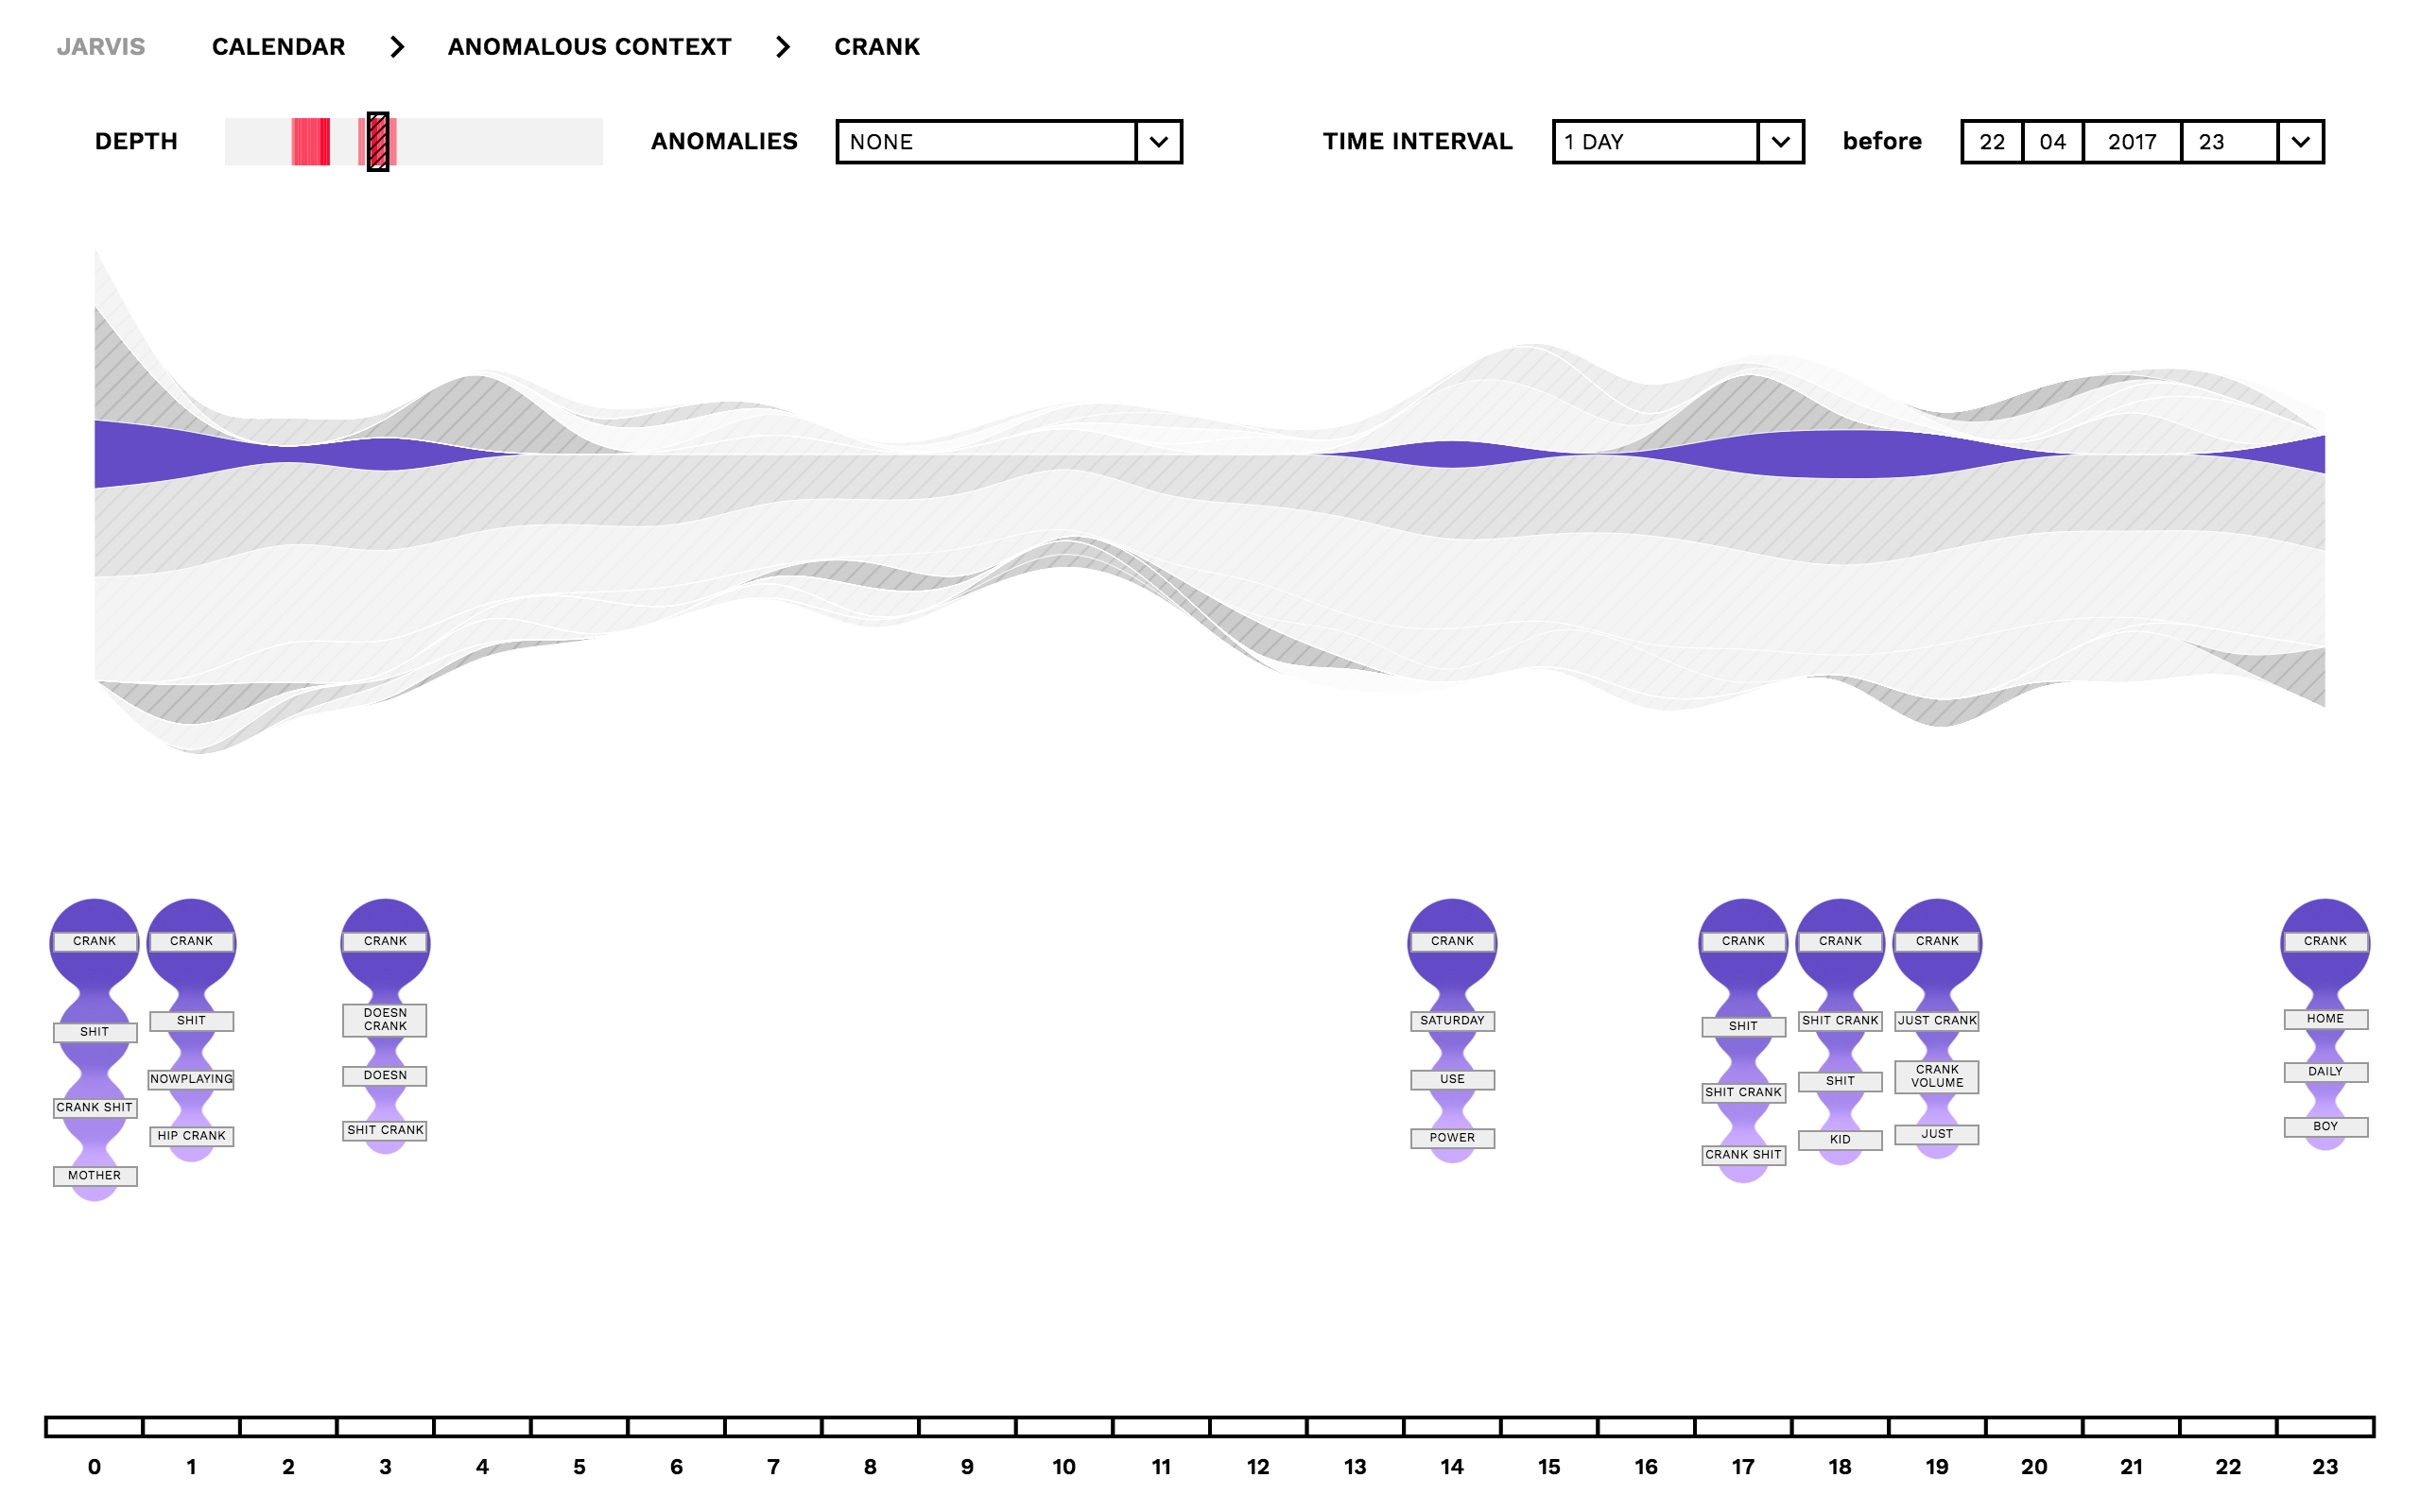 JARVIS CALENDAR ANOMALOUS CONTEXT CRANK
DEPTH ANOMALIES NONE TIME INTERVAL 1 DAY before 22 04 2017 23
CRANK
SHIT
CRANK SHIT
MOTHER
CRANK
SHIT
NOWPLAYING
HIP CRANK
CRANK
DOESN
CRANK
DOESN
SHIT CRANK
CRANK
SATURDAY
USE
POWER
CRANK
SHIT
SHIT CRANK
CRANK SHIT
CRANK
SHIT CRANK
SHIT
KID
CRANK
JUST CRANK
CRANK
VOLUME
JUST
CRANK
HOME
DAILY
BOY
0 1 2 3 4 5 6 7 8 9 10 11 12 13 14 15 16 17 18 19 20 21 22 23